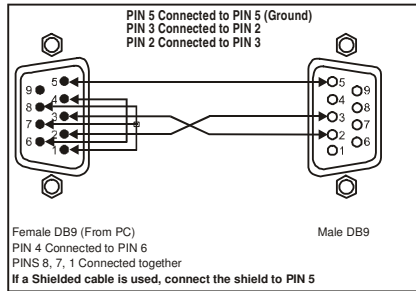 PIN 5 Connected to PIN 5 (Ground)
PIN 3 Connected to PIN 2
PIN 2 Connected to PIN 3
5
9
4
8
3
7
2
6
1
5
9
4
8
3
7
2
6
1
Female DB9 (From PC)
Male DB9
PIN 4 Connected to PIN 6
PINS 8, 7, 1 Connected together
If a Shielded cable is used, connect the shield to PIN 5